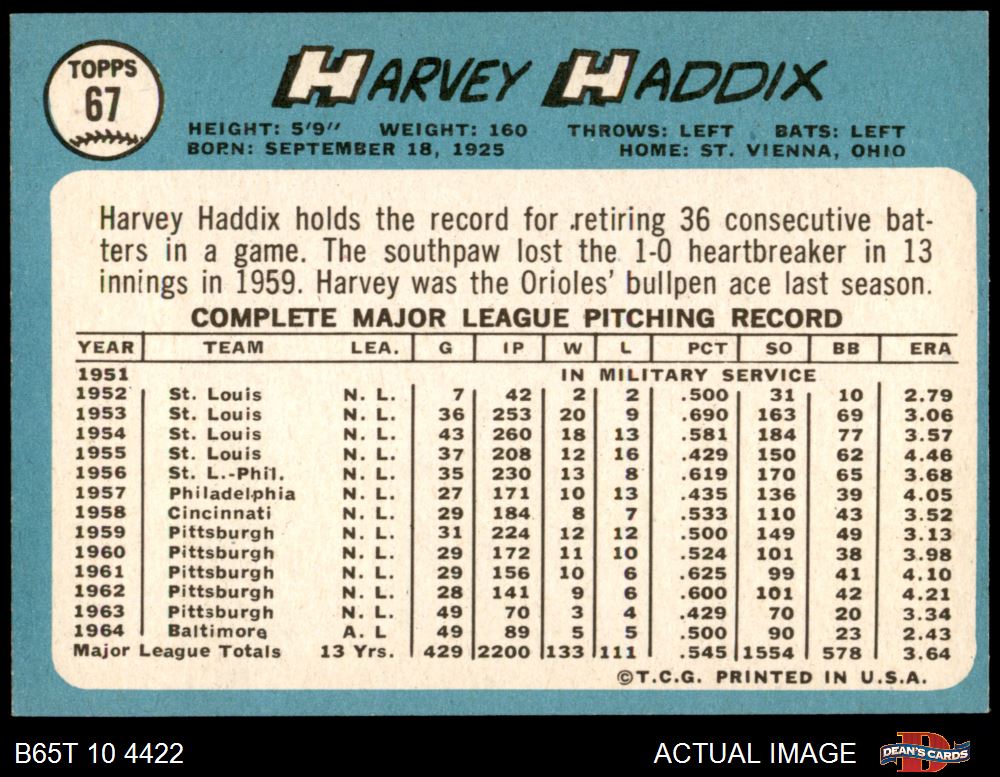 TOPPS
67
HARVEY HADDIX
HEIGHT: 5'9" WEIGHT: 160 THROWS: LEFT BATS: LEFT
BORN: SEPTEMBER 18, 1925 HOME: ST. VIENNA, OHIO
Harvey Haddix holds the record for retiring 36 consecutive bat-
ters in a game. The southpaw lost the 1-0 heartbreaker in 13
innings in 1959. Harvey was the Orioles' bullpen ace last season.
COMPLETE MAJOR LEAGUE PITCHING RECORD
YEAR TEAM LEA. G IP W L PCT SO BB ERA
1951 IN MILITARY SERVICE
1952 St. Louis N. L. 7 42 2 2 .500 31 10 2.79
1953 St. Louis N. L. 36 253 20 9 .690 163 69 3.06
1954 St. Louis N. L. 43 260 18 13 .581 184 77 3.57
1955 St. Louis N. L. 37 208 12 16 .429 150 62 4.46
1956 St. L.-Phil. N. L. 35 230 13 8 .619 170 65 3.68
1957 Philadelphia N. L. 27 171 10 13 .435 136 39 4.05
1958 Cincinnati N. L. 29 184 8 7 .533 110 43 3.52
1959 Pittsburgh N. L. 31 224 12 12 .500 149 49 3.13
1960 Pittsburgh N. L. 29 172 11 10 .524 101 38 3.98
1961 Pittsburgh N. L. 29 156 10 6 .625 99 41 4.10
1962 Pittsburgh N. L. 28 141 9 6 .600 101 42 4.21
1963 Pittsburgh N. L. 49 70 3 4 .429 70 20 3.34
1964 Baltimore A. L 49 89 5 5 .500 90 23 2.43
Major League Totals 13 Yrs. 429 2200 133 111 .545 1554 578 3.64
©T.C.G. PRINTED IN U.S.A.
B65T 10 4422 ACTUAL IMAGE DEAN'S CARDS